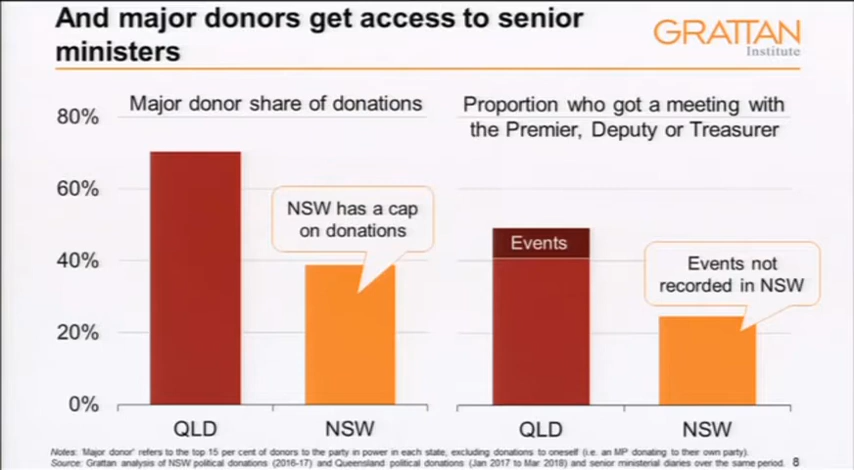 And major donors get access to senior
ministers
GRATTAN
Institute
Major donor share of donations
Proportion who got a meeting with
the Premier, Deputy or Treasurer
80%
60%
40%
20%
0%
NSW has a cap
on donations
Events
Events not
recorded in NSW
QLD
NSW
QLD
NSW
Notes: 'Major donor' refers to the top 15 per cent of donors to the party in power in each state, excluding donations to oneself (i.e. an MP donating to their own party).
Source: Grattan analysis of NSW political donations (2016-17) and Queensland political donations (Jan 2017 to Mar 2018) and senior ministerial diaries over the same period. 8